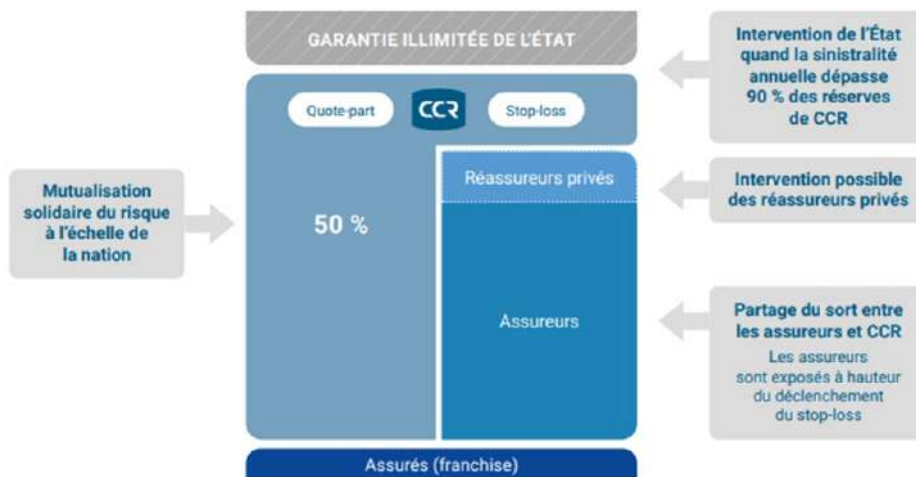 GARANTIE ILLIMITÉE DE L'ÉTAT
Intervention de l'État
quand la sinistralité
annuelle dépasse
90 % des réserves
de CCR
Quote-part
CCR
Stop-loss
Réassureurs privés
Intervention possible
des réassureurs privés
Mutualisation
solidaire du risque
à l'échelle de
la nation
50 %
Assureurs
Partage du sort entre
les assureurs et CCR
Les assureurs
sont exposés à hauteur
du déclenchement
du stop-loss
Assurés (franchise)